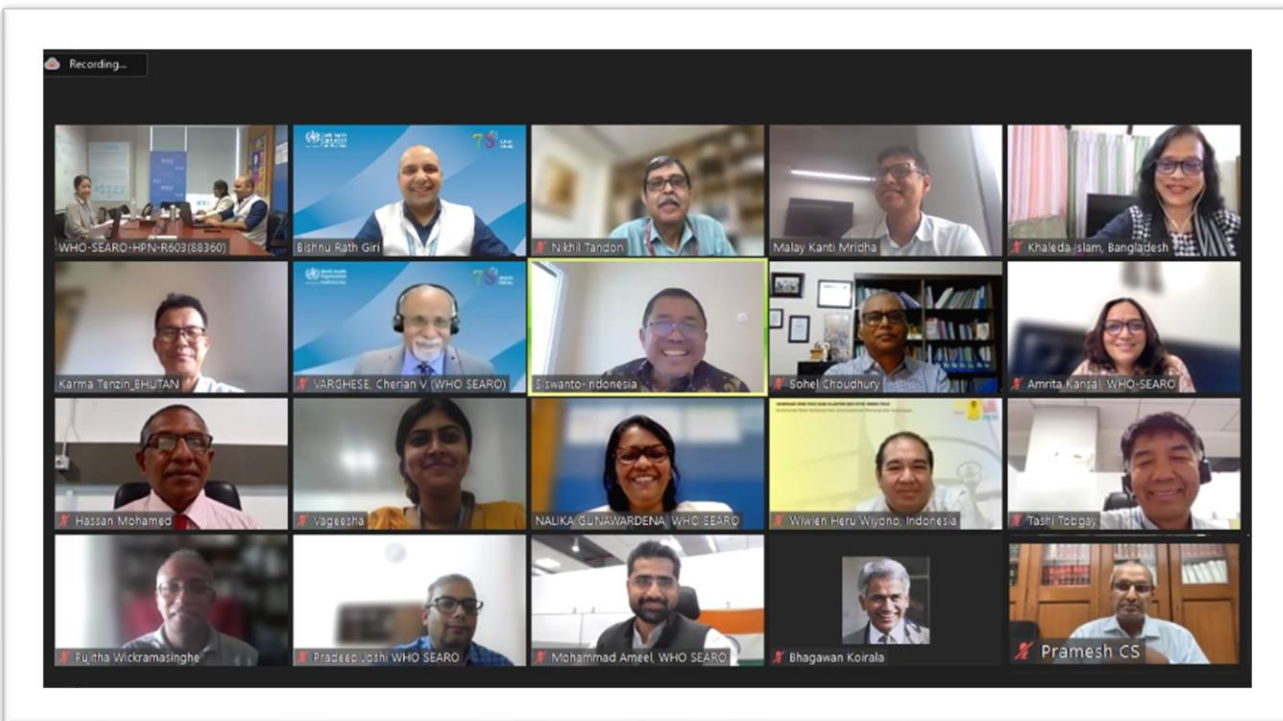 Recording...
WHO-SEARO-HPN-R603(88360)
Bishnu Rath Giri
Nikhil Tandon
Malay Kanti Mridha
Khaleda Islam, Bangladesh
Karma Tenzin_BHUTAN
VARGHESE, Cherian V (WHO SEARO)
Siswanto-Indonesia
Sohel Choudhury
Amrita Kansal, WHO-SEARO
Hassan Mohamed
Vageesha
NALIKA GUNAWARDENA, WHO-SEARO
Wiwien Heru Wiyono, Indonesia
Tashi Tobgay
Rujitha Wickramasinghe
Pradeep Joshi WHO SEARO
Mohammad Ameel, WHO SEARO
Bhagawan Koirala
Pramesh CS